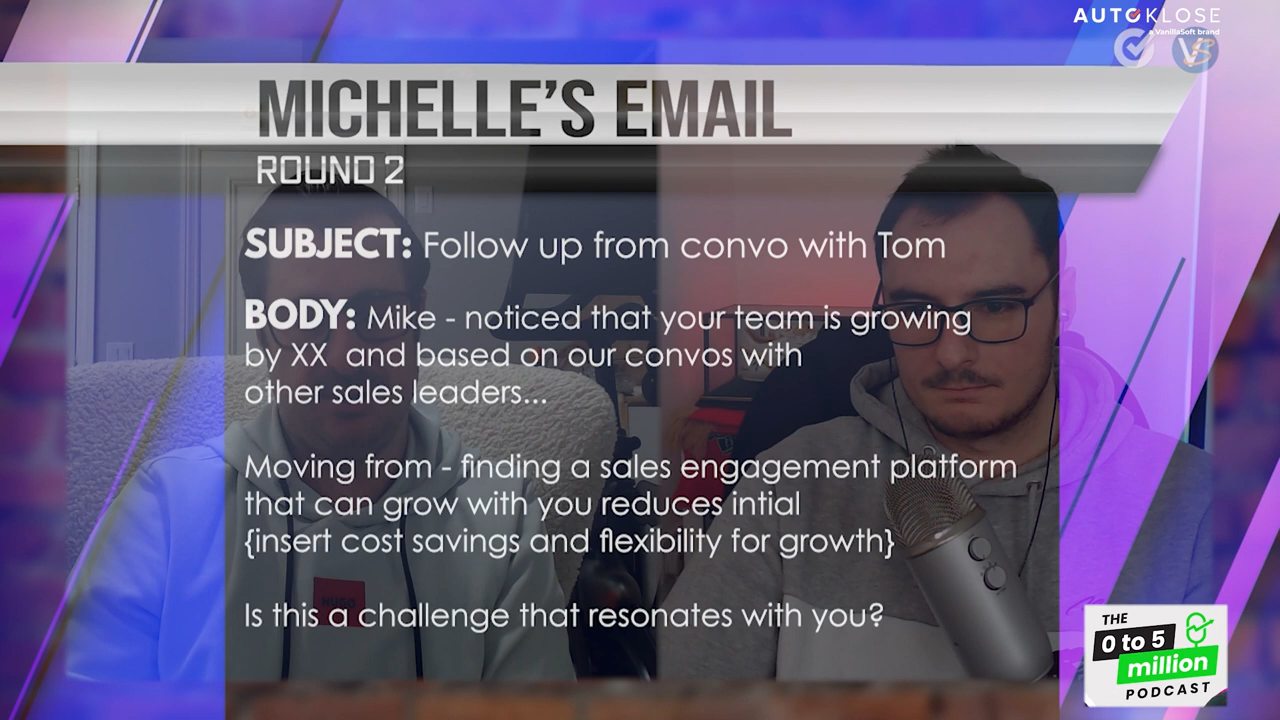 AUTOKLOSE
a VanillaSoft brand
VS
MICHELLE'S EMAIL
ROUND 2
SUBJECT: Follow up from convo with Tom
BODY: Mike - noticed that your team is growing
by XX and based on our convos with
other sales leaders...
Moving from - finding a sales engagement platform
that can grow with you reduces intial
{insert cost savings and flexibility for growth}
Is this a challenge that resonates with you?
HUGO
THE
0 to 5
million
PODCAST